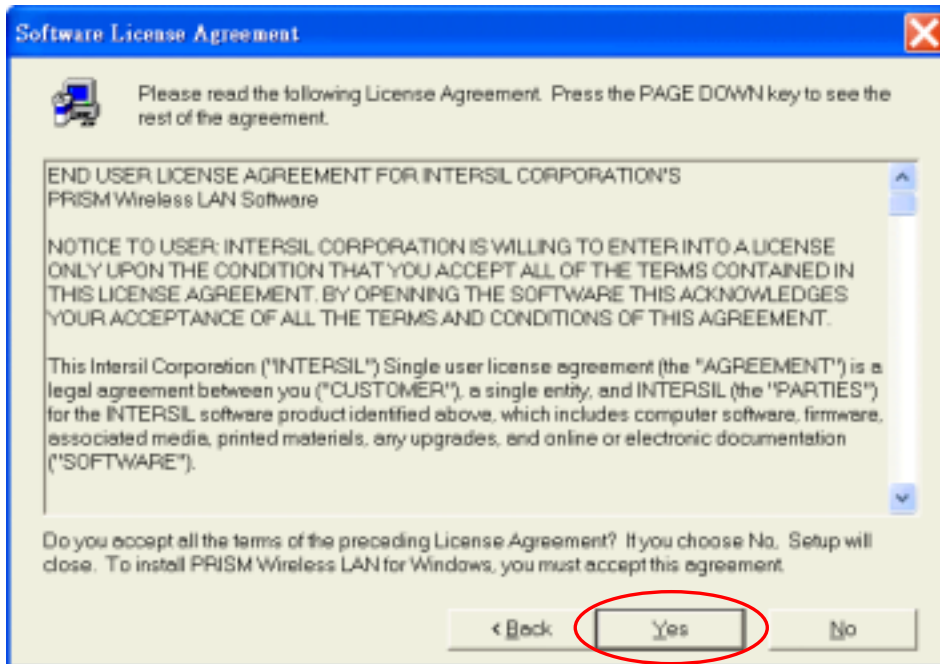 Software License Agreement
Please read the following License Agreement. Press the PAGE DOWN key to see the
rest of the agreement.
END USER LICENSE AGREEMENT FOR INTERSIL CORPORATION'S
PRISM Wireless LAN Software
NOTICE TO USER: INTERSIL CORPORATION IS WILLING TO ENTER INTO A LICENSE
ONLY UPON THE CONDITION THAT YOU ACCEPT ALL OF THE TERMS CONTAINED IN
THIS LICENSE AGREEMENT. BY OPENNING THE SOFTWARE THIS ACKNOWLEDGES
YOUR ACCEPTANCE OF ALL THE TERMS AND CONDITIONS OF THIS AGREEMENT.
This Intersil Corporation ("INTERSIL") Single user license agreement (the "AGREEMENT") is a
legal agreement between you ("CUSTOMER"), a single entity, and INTERSIL (the "PARTIES")
for the INTERSIL software product identified above, which includes computer software, firmware,
associated media, printed materials, any upgrades, and online or electronic documentation
("SOFTWARE").
Do you accept all the terms of the preceding License Agreement? If you choose No, Setup will
close. To install PRISM Wireless LAN for Windows, you must accept this agreement.
< Back
Yes
No